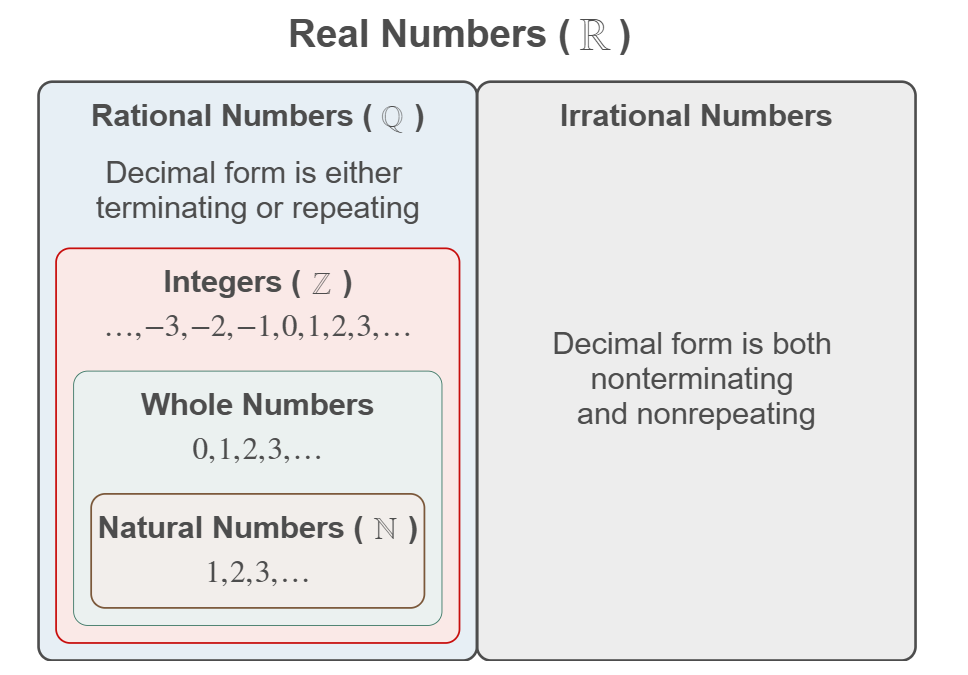 Real Numbers ( ℝ )
Rational Numbers ( ℚ )
Decimal form is either
terminating or repeating
Integers ( ℤ )
…,−3,−2,−1,0,1,2,3,…
Whole Numbers
0,1,2,3,…
Natural Numbers ( ℕ )
1,2,3,…
Irrational Numbers
Decimal form is both
nonterminating
and nonrepeating